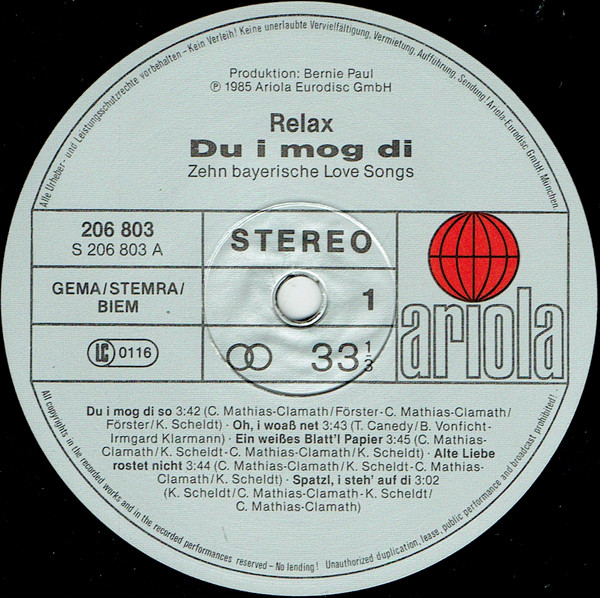 Alle Urheber- und Leistungsschutzrechte vorbehalten – Kein Verleih! Keine unerlaubte Vervielfältigung, Vermietung, Aufführung, Sendung! Ariola-Eurodisc GmbH, München.
Produktion: Bernie Paul
Ⓟ 1985 Ariola Eurodisc GmbH
Relax
Du i mog di
Zehn bayerische Love Songs
206 803
S 206 803 A
STEREO
GEMA/STEMRA/
BIEM
1
LC 0116
33 1/3
ariola
Du i mog di so 3:42 (C. Mathias-Clamath/Förster-C. Mathias-Clamath/
Förster/K. Scheldt) · Oh, i woaß net 3:43 (T. Canedy/B. Vonficht-
Irmgard Klarmann) · Ein weißes Blatt'l Papier 3:45 (C. Mathias-
Clamath/K. Scheldt-C. Mathias-Clamath/K. Scheldt) · Alte Liebe
rostet nicht 3:44 (C. Mathias-Clamath/K. Scheldt-C. Mathias-
Clamath/K. Scheldt) · Spatzl, i steh' auf di 3:02
(K. Scheldt/C. Mathias-Clamath-K. Scheldt/
C. Mathias-Clamath)
All copyrights in the recorded works and in the recorded performances reserved – No lending! Unauthorized duplication, lease, public performance and broadcast prohibited!